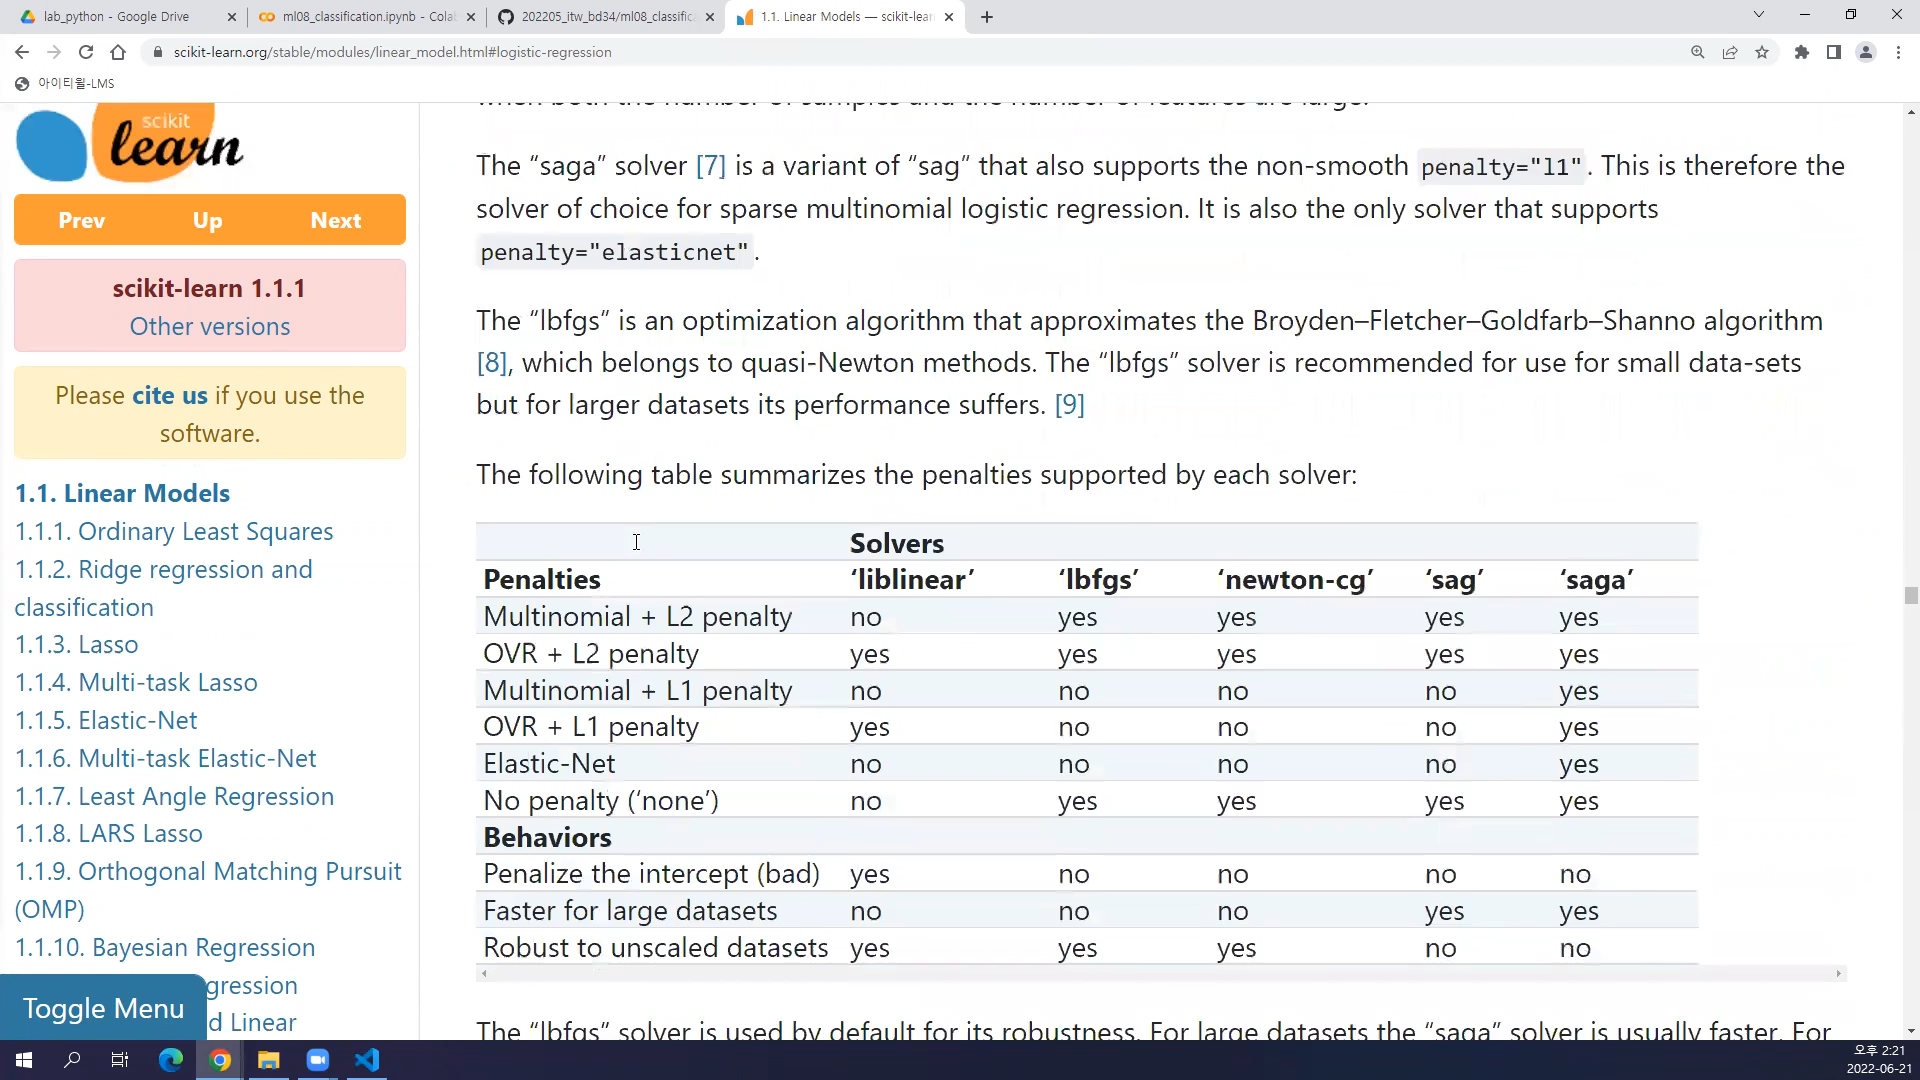 lab_python - Google Drive
ml08_classification.ipynb - Cola
202205_itw_bd34/ml08_classific
1.1. Linear Models — scikit-lear
scikit-learn.org/stable/modules/linear_model.html#logistic-regression
아이티윌-LMS
scikit
learn
Prev Up Next
scikit-learn 1.1.1
Other versions
Please cite us if you use the
software.
1.1. Linear Models
1.1.1. Ordinary Least Squares
1.1.2. Ridge regression and
classification
1.1.3. Lasso
1.1.4. Multi-task Lasso
1.1.5. Elastic-Net
1.1.6. Multi-task Elastic-Net
1.1.7. Least Angle Regression
1.1.8. LARS Lasso
1.1.9. Orthogonal Matching Pursuit
(OMP)
1.1.10. Bayesian Regression
gression
d Linear
Toggle Menu
when both the number of samples and the number of features are large.
The “saga” solver [7] is a variant of “sag” that also supports the non-smooth penalty="l1". This is therefore the
solver of choice for sparse multinomial logistic regression. It is also the only solver that supports
penalty="elasticnet".
The “lbfgs” is an optimization algorithm that approximates the Broyden–Fletcher–Goldfarb–Shanno algorithm
[8], which belongs to quasi-Newton methods. The “lbfgs” solver is recommended for use for small data-sets
but for larger datasets its performance suffers. [9]
The following table summarizes the penalties supported by each solver:
Solvers
Penalties ‘liblinear’ ‘lbfgs’ ‘newton-cg’ ‘sag’ ‘saga’
Multinomial + L2 penalty no yes yes yes yes
OVR + L2 penalty yes yes yes yes yes
Multinomial + L1 penalty no no no no yes
OVR + L1 penalty yes no no no yes
Elastic-Net no no no no yes
No penalty (‘none’) no yes yes yes yes
Behaviors
Penalize the intercept (bad) yes no no no no
Faster for large datasets no no no yes yes
Robust to unscaled datasets yes yes yes no no
The “lbfgs” solver is used by default for its robustness. For large datasets the “saga” solver is usually faster. For
오후 2:21
2022-06-21